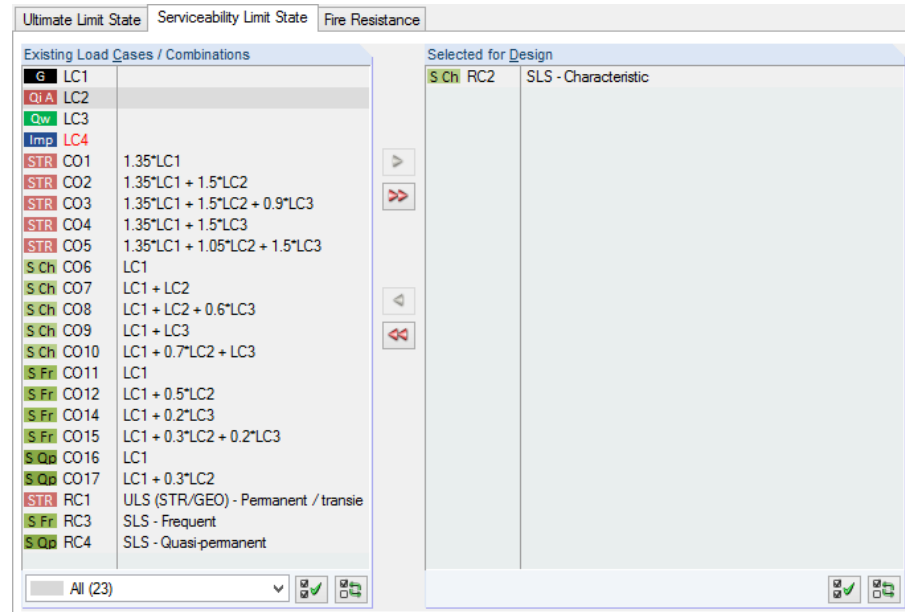 Ultimate Limit State Serviceability Limit State Fire Resistance
Existing Load Cases / Combinations Selected for Design
G LC1
Qi A LC2
Qw LC3
Imp LC4
STR CO1 1.35*LC1
STR CO2 1.35*LC1 + 1.5*LC2
STR CO3 1.35*LC1 + 1.5*LC2 + 0.9*LC3
STR CO4 1.35*LC1 + 1.5*LC3
STR CO5 1.35*LC1 + 1.05*LC2 + 1.5*LC3
S Ch CO6 LC1
S Ch CO7 LC1 + LC2
S Ch CO8 LC1 + LC2 + 0.6*LC3
S Ch CO9 LC1 + LC3
S Ch CO10 LC1 + 0.7*LC2 + LC3
S Fr CO11 LC1
S Fr CO12 LC1 + 0.5*LC2
S Fr CO14 LC1 + 0.2*LC3
S Fr CO15 LC1 + 0.3*LC2 + 0.2*LC3
S Qp CO16 LC1
S Qp CO17 LC1 + 0.3*LC2
STR RC1 ULS (STR/GEO) - Permanent / transie
S Fr RC3 SLS - Frequent
S Qp RC4 SLS - Quasi-permanent
All (23)
S Ch RC2 SLS - Characteristic